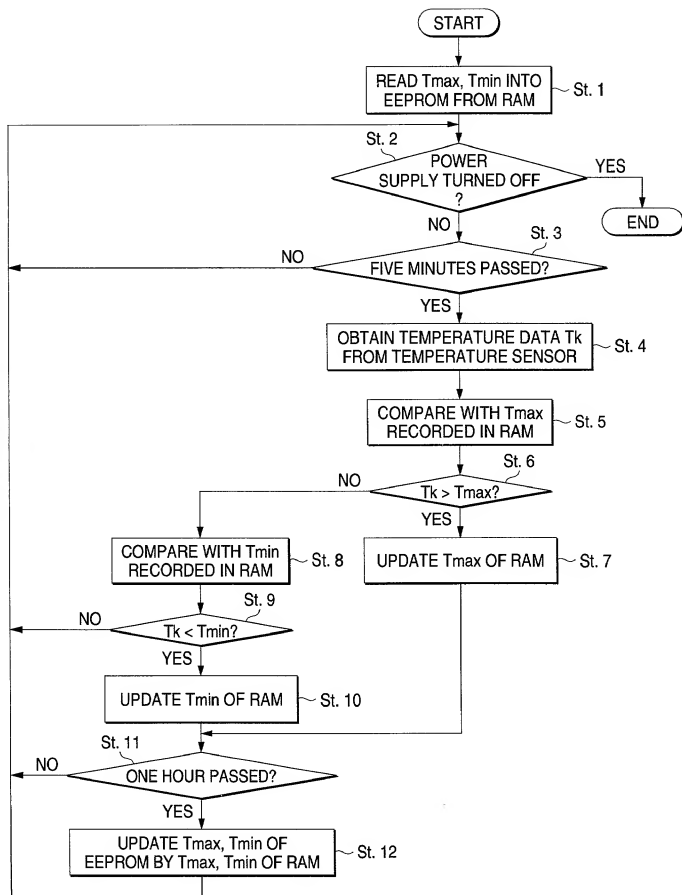 START
READ Tmax, Tmin INTO
EEPROM FROM RAM
St. 1
St. 2
POWER
SUPPLY TURNED OFF
?
YES
END
NO
St. 3
FIVE MINUTES PASSED?
NO
YES
OBTAIN TEMPERATURE DATA Tk
FROM TEMPERATURE SENSOR
St. 4
COMPARE WITH Tmax
RECORDED IN RAM
St. 5
St. 6
Tk > Tmax?
NO
YES
COMPARE WITH Tmin
RECORDED IN RAM
St. 8
UPDATE Tmax OF RAM
St. 7
St. 9
Tk < Tmin?
NO
YES
UPDATE Tmin OF RAM
St. 10
St. 11
ONE HOUR PASSED?
NO
YES
UPDATE Tmax, Tmin OF
EEPROM BY Tmax, Tmin OF RAM
St. 12